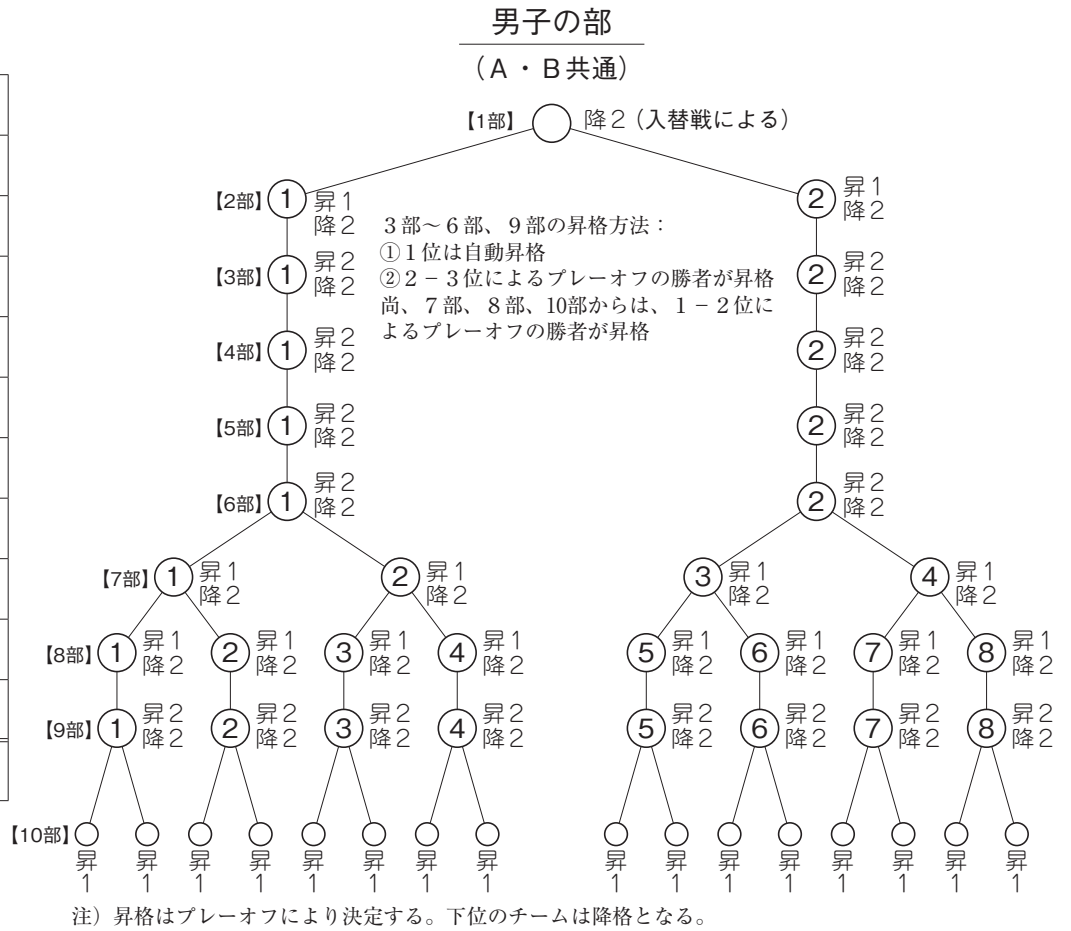 男子の部
（A・B共通）
【1部】 降2（入替戦による）
【2部】 1 昇1 降2 2 昇1 降2
3部～6部、9部の昇格方法：
①1位は自動昇格
②2－3位によるプレーオフの勝者が昇格
尚、7部、8部、10部からは、1－2位に
よるプレーオフの勝者が昇格
【3部】 1 昇2 降2 2 昇2 降2
【4部】 1 昇2 降2 2 昇2 降2
【5部】 1 昇2 降2 2 昇2 降2
【6部】 1 昇2 降2 2 昇2 降2
【7部】 1 昇1 降2 2 昇1 降2 3 昇1 降2 4 昇1 降2
【8部】 1 昇1 降2 2 昇1 降2 3 昇1 降2 4 昇1 降2 5 昇1 降2 6 昇1 降2 7 昇1 降2 8 昇1 降2
【9部】 1 昇2 降2 2 昇2 降2 3 昇2 降2 4 昇2 降2 5 昇2 降2 6 昇2 降2 7 昇2 降2 8 昇2 降2
【10部】 昇1 昇1 昇1 昇1 昇1 昇1 昇1 昇1 昇1 昇1 昇1 昇1 昇1 昇1 昇1 昇1
注）昇格はプレーオフにより決定する。下位のチームは降格となる。